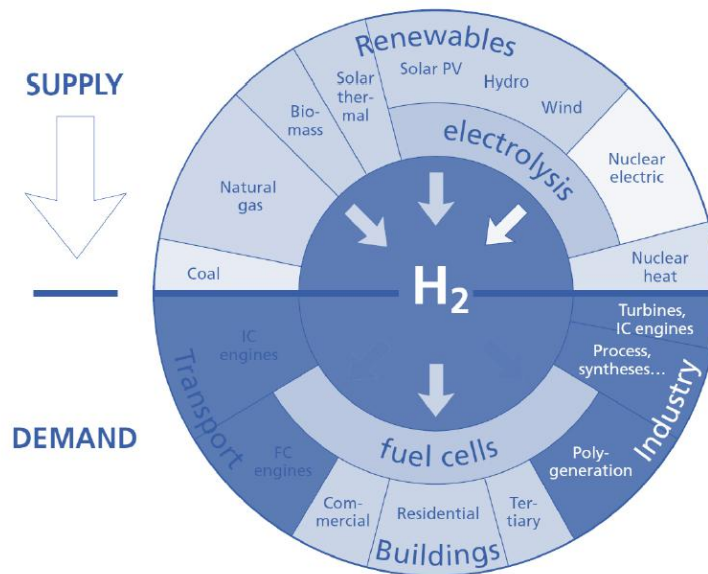 SUPPLY
Renewables
Solar PV
Hydro
Wind
Solar
ther-
mal
Bio-
mass
electrolysis
Nuclear
electric
Natural
gas
Coal
Nuclear
heat
H2
DEMAND
Transport
IC
engines
FC
engines
Turbines,
IC engines
Process,
syntheses...
Industry
Poly-
generation
fuel cells
Com-
mercial
Residential
Ter-
tiary
Buildings